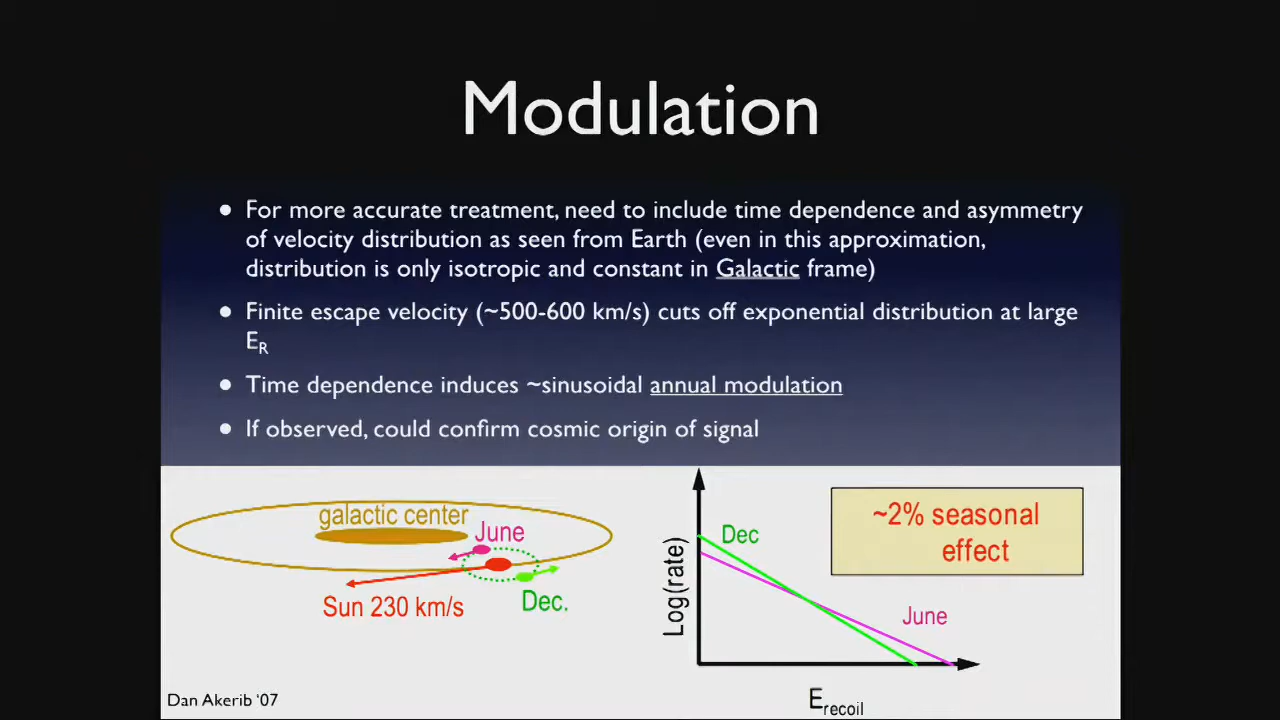 Modulation
For more accurate treatment, need to include time dependence and asymmetry
of velocity distribution as seen from Earth (even in this approximation,
distribution is only isotropic and constant in Galactic frame)
Finite escape velocity (~500-600 km/s) cuts off exponential distribution at large
ER
Time dependence induces ~sinusoidal annual modulation
If observed, could confirm cosmic origin of signal
galactic center
June
Sun 230 km/s
Dec.
Dan Akerib ‘07
Log(rate)
Dec
June
~2% seasonal
effect
Erecoil